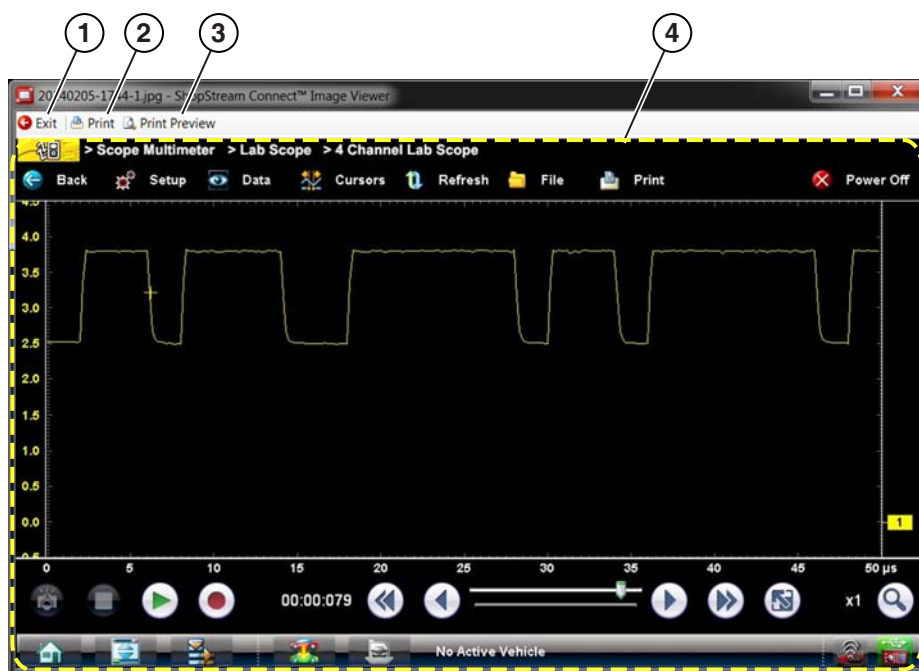 1 2 3 4
20140205-1744-1.jpg - ShopStream Connect™ Image Viewer
Exit Print Print Preview
> Scope Multimeter > Lab Scope > 4 Channel Lab Scope
Back Setup Data Cursors Refresh File Print Power Off
4.5
4.0
3.5
3.0
2.5
2.0
1.5
1.0
0.5
0.0 1
0 5 10 15 20 25 30 35 40 45 50 µs
00:00:079 x1
No Active Vehicle